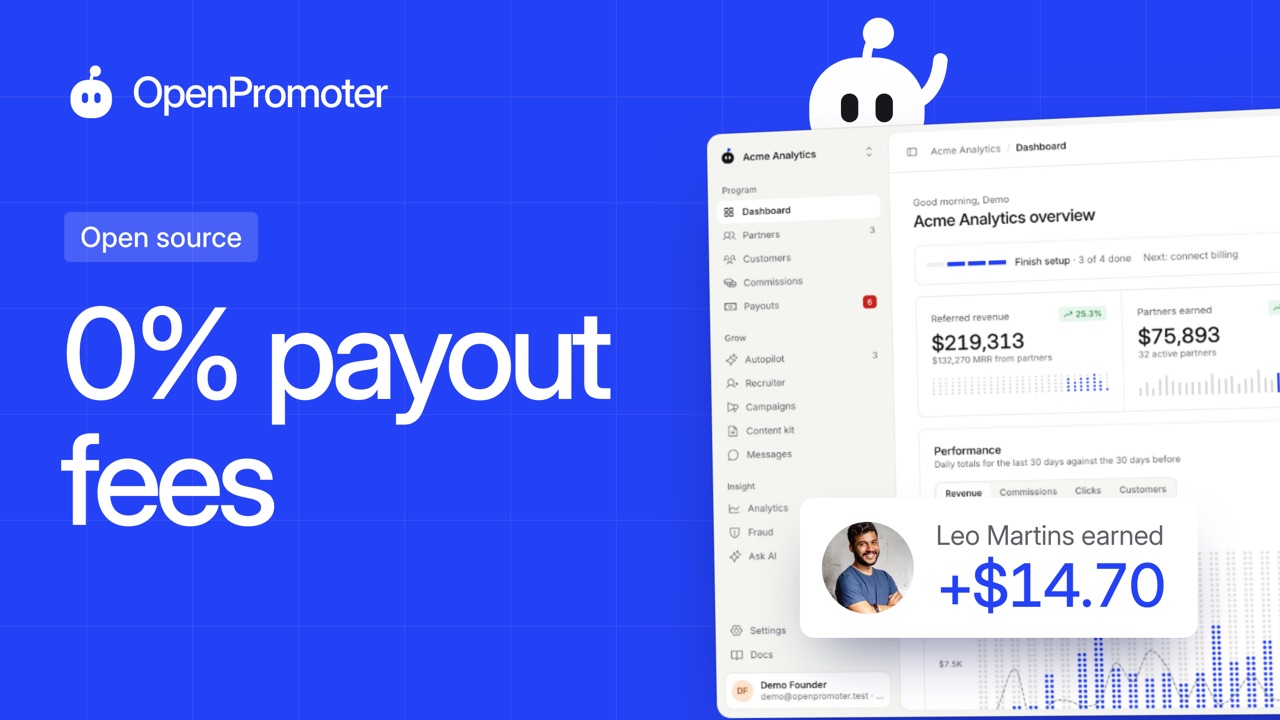 OpenPromoter
Open source
0% payout
fees
Acme Analytics
Program
Dashboard
Partners 3
Customers
Commissions
Payouts 6
Grow
Autopilot 3
Recruiter
Campaigns
Content kit
Messages
Insight
Analytics
Fraud
Ask AI
Settings
Docs
DF
Demo Founder
demo@openpromoter.test · ...
Acme Analytics / Dashboard
Good morning, Demo
Acme Analytics overview
Finish setup · 3 of 4 done Next: connect billing
Referred revenue 25.3%
$219,313
$132,270 MRR from partners
Partners earned
$75,893
32 active partners
Performance
Daily totals for the last 30 days against the 30 days before
Revenue Commissions Clicks Customers
Leo Martins earned
+$14.70
$7.5K